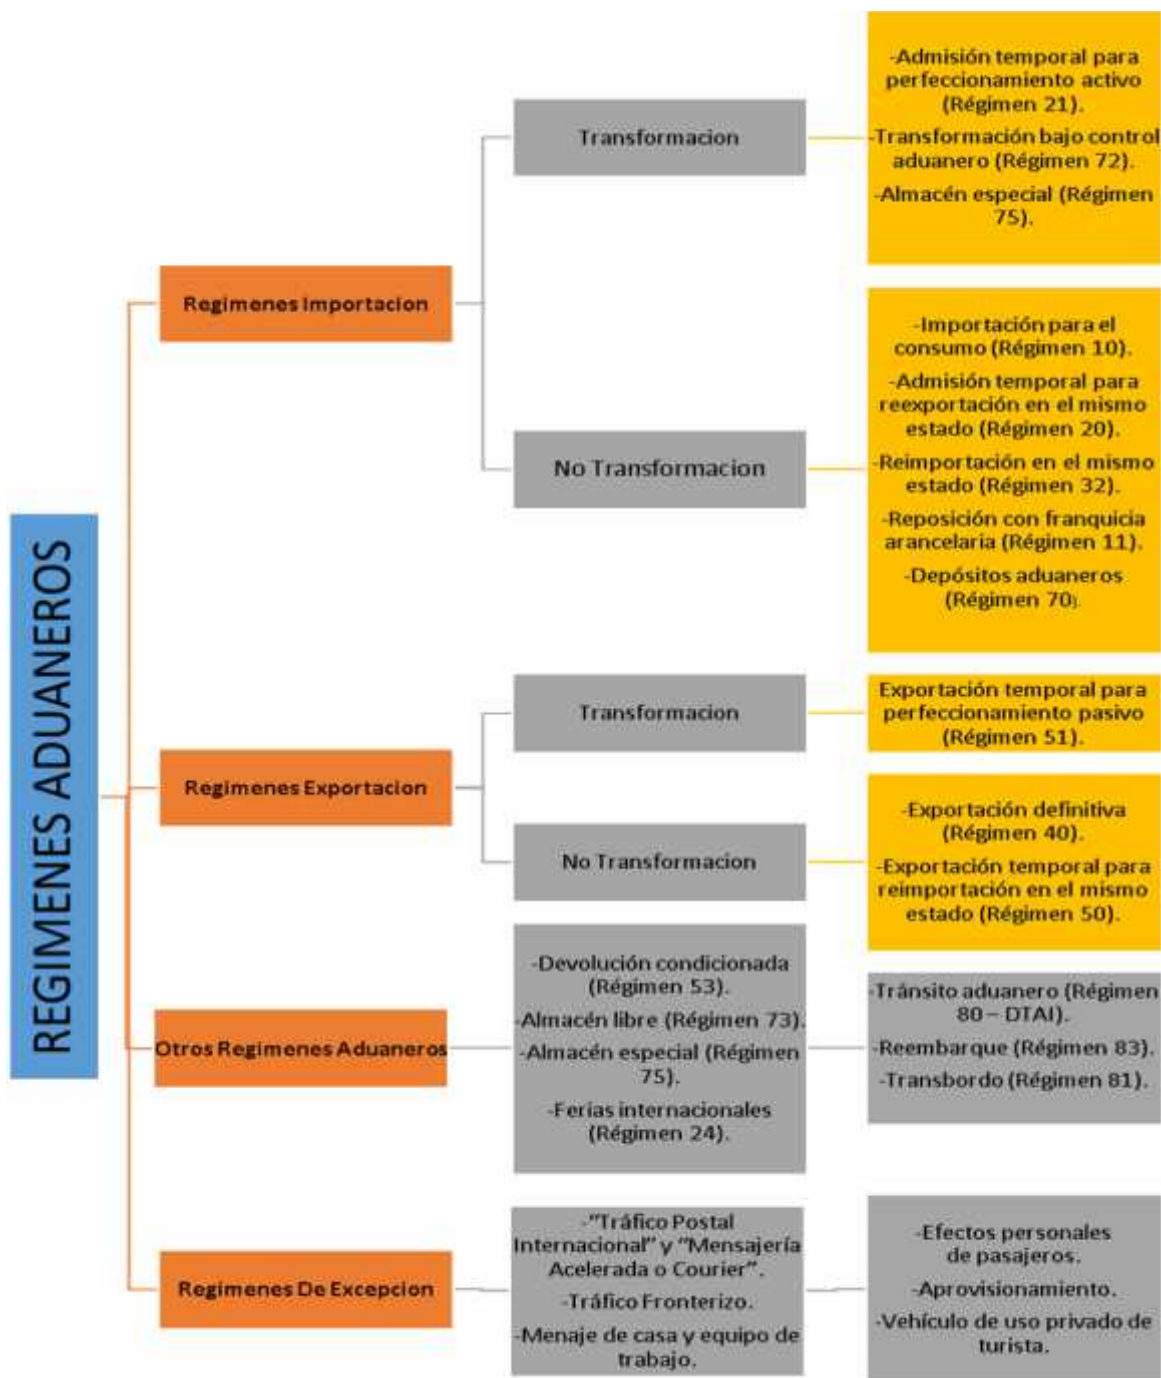 REGIMENES ADUANEROS
Regimenes Importacion
Transformacion
-Admisión temporal para
perfeccionamiento activo
(Régimen 21).
-Transformación bajo control
aduanero (Régimen 72).
-Almacén especial (Régimen
75).
No Transformacion
-Importación para el
consumo (Régimen 10).
-Admisión temporal para
reexportación en el mismo
estado (Régimen 20).
-Reimportación en el mismo
estado (Régimen 32).
-Reposición con franquicia
arancelaria (Régimen 11).
-Depósitos aduaneros
(Régimen 70).
Regimenes Exportacion
Transformacion
Exportación temporal para
perfeccionamiento pasivo
(Régimen 51).
No Transformacion
-Exportación definitiva
(Régimen 40).
-Exportación temporal para
reimportación en el mismo
estado (Régimen 50).
Otros Regimenes Aduaneros
-Devolución condicionada
(Régimen 53).
-Almacén libre (Régimen 73).
-Almacén especial (Régimen
75).
-Ferias internacionales
(Régimen 24).
-Tránsito aduanero (Régimen
80 – DTAI).
-Reembarque (Régimen 83).
-Transbordo (Régimen 81).
Regimenes De Excepcion
-“Tráfico Postal
Internacional” y “Mensajería
Acelerada o Courier”.
-Tráfico Fronterizo.
-Menaje de casa y equipo de
trabajo.
-Efectos personales
de pasajeros.
-Aprovisionamiento.
-Vehículo de uso privado de
turista.